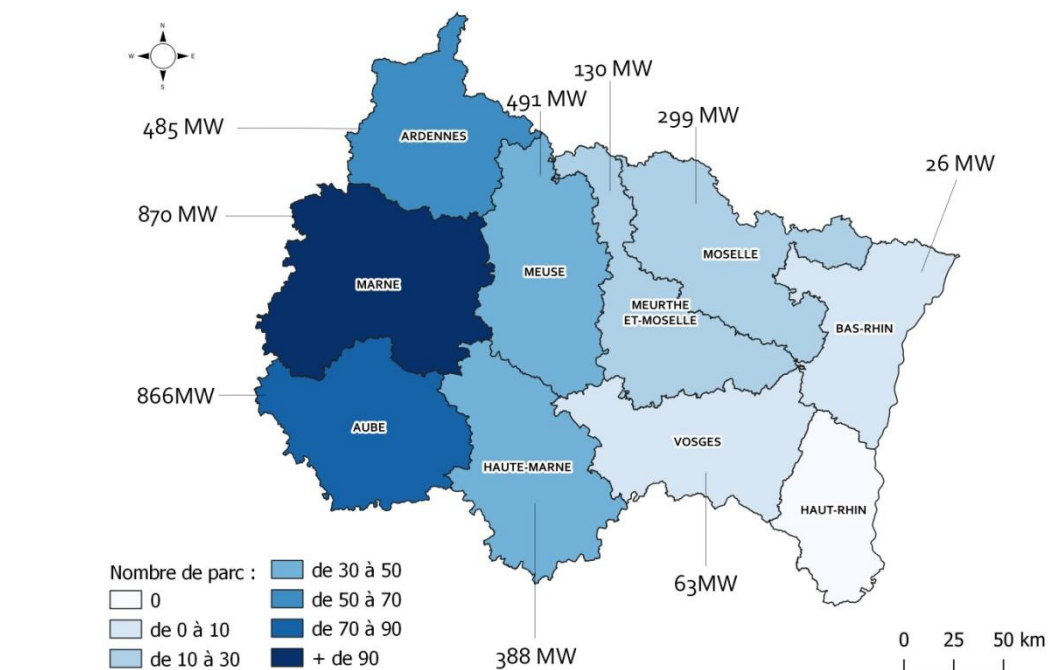 N
W
E
S
130 MW
491 MW
299 MW
485 MW
ARDENNES
26 MW
870 MW
MARNE
MEUSE
MOSELLE
MEURTHE
ET-MOSELLE
BAS-RHIN
866MW
AUBE
HAUTE-MARNE
VOSGES
HAUT-RHIN
63MW
388 MW
Nombre de parc :
0
de 0 à 10
de 10 à 30
de 30 à 50
de 50 à 70
de 70 à 90
+ de 90
0 25 50 km